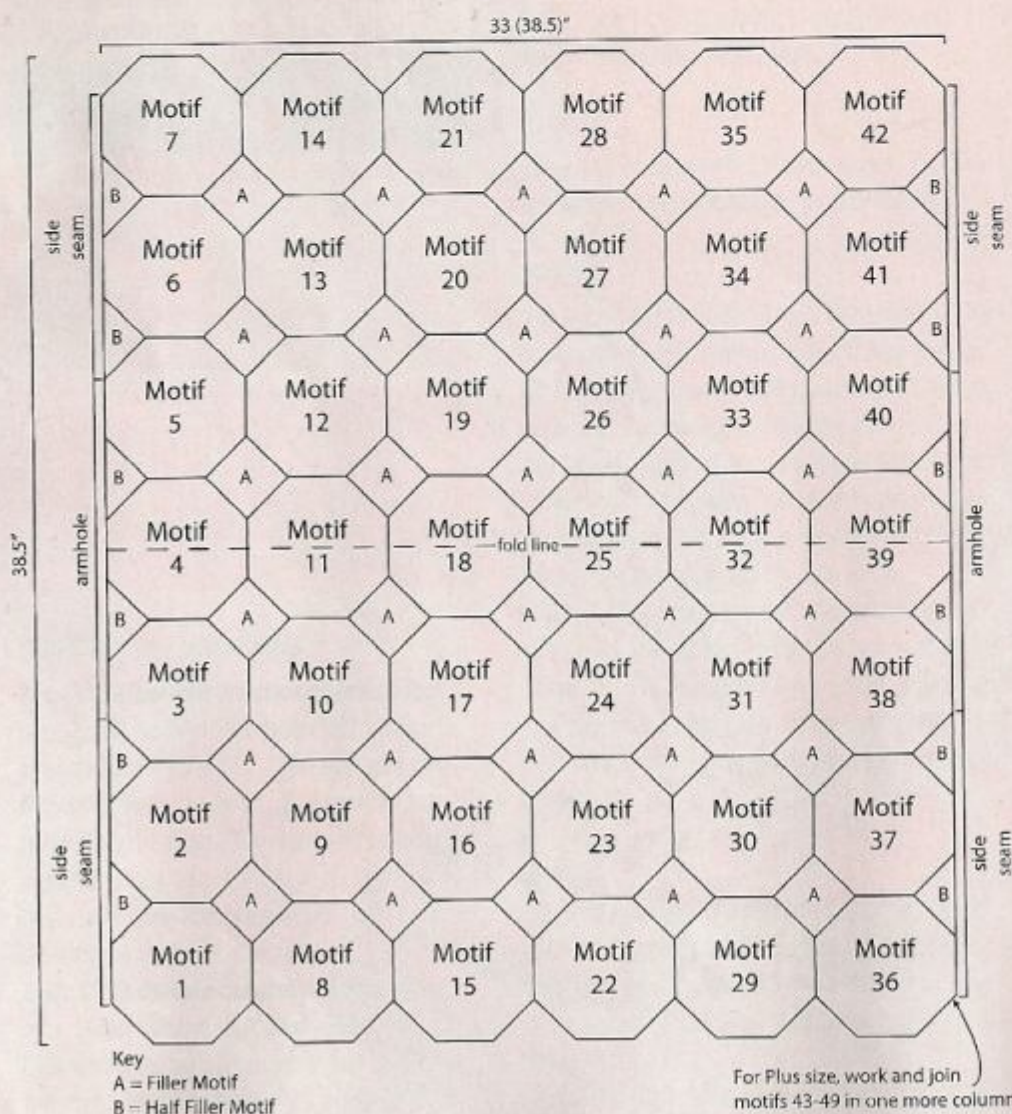 33 (38.5)"
Motif Motif Motif Motif Motif Motif
7 14 21 28 35 42
B A A A A A B
side seam
side seam
Motif Motif Motif Motif Motif Motif
6 13 20 27 34 41
B A A A A A B
Motif Motif Motif Motif Motif Motif
5 12 19 26 33 40
B A A A A A B
38.5"
armhole
Motif Motif Motif Motif Motif Motif
4 11 18 fold line 25 32 39
armhole
B A A A A A B
Motif Motif Motif Motif Motif Motif
3 10 17 24 31 38
B A A A A A B
side seam
Motif Motif Motif Motif Motif Motif
2 9 16 23 30 37
side seam
B A A A A A B
Motif Motif Motif Motif Motif Motif
1 8 15 22 29 36
Key
A = Filler Motif
B = Half Filler Motif
For Plus size, work and join
motifs 43-49 in one more column